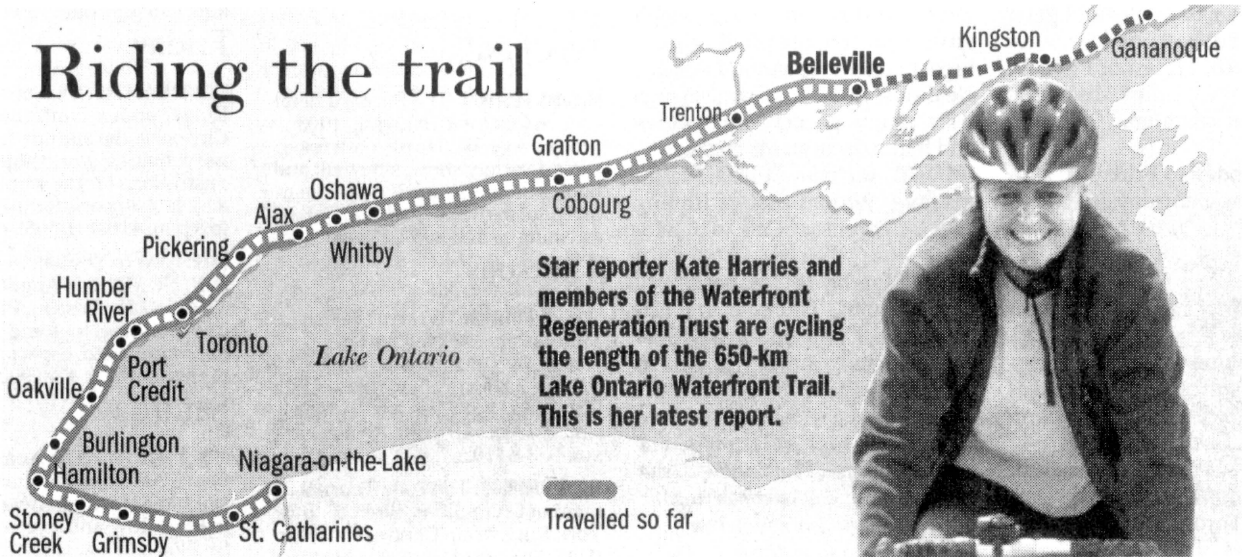 Riding the trail
Kingston
Gananoque
Belleville
Trenton
Grafton
Cobourg
Oshawa
Ajax
Whitby
Pickering
Humber
River
Toronto
Lake Ontario
Port
Credit
Oakville
Burlington
Hamilton
Niagara-on-the-Lake
Stoney
Creek
Grimsby
St. Catharines
Star reporter Kate Harries and
members of the Waterfront
Regeneration Trust are cycling
the length of the 650-km
Lake Ontario Waterfront Trail.
This is her latest report.
Travelled so far